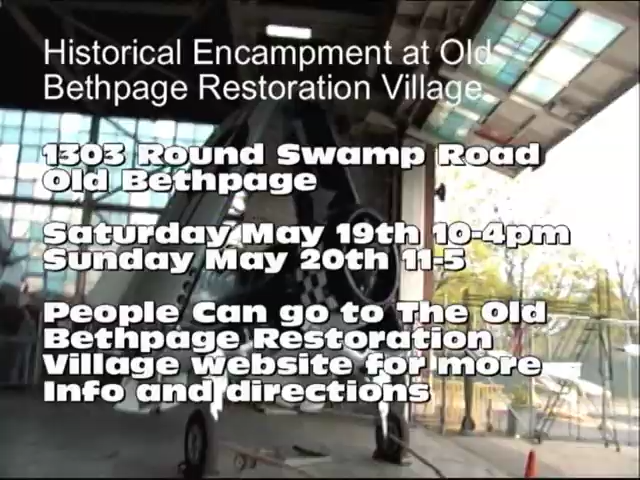 Historical Encampment at Old
Bethpage Restoration Village
1303 Round Swamp Road
Old Bethpage
Saturday May 19th 10-4pm
Sunday May 20th 11-5
People Can go to The Old
Bethpage Restoration
Village website for more
Info and directions